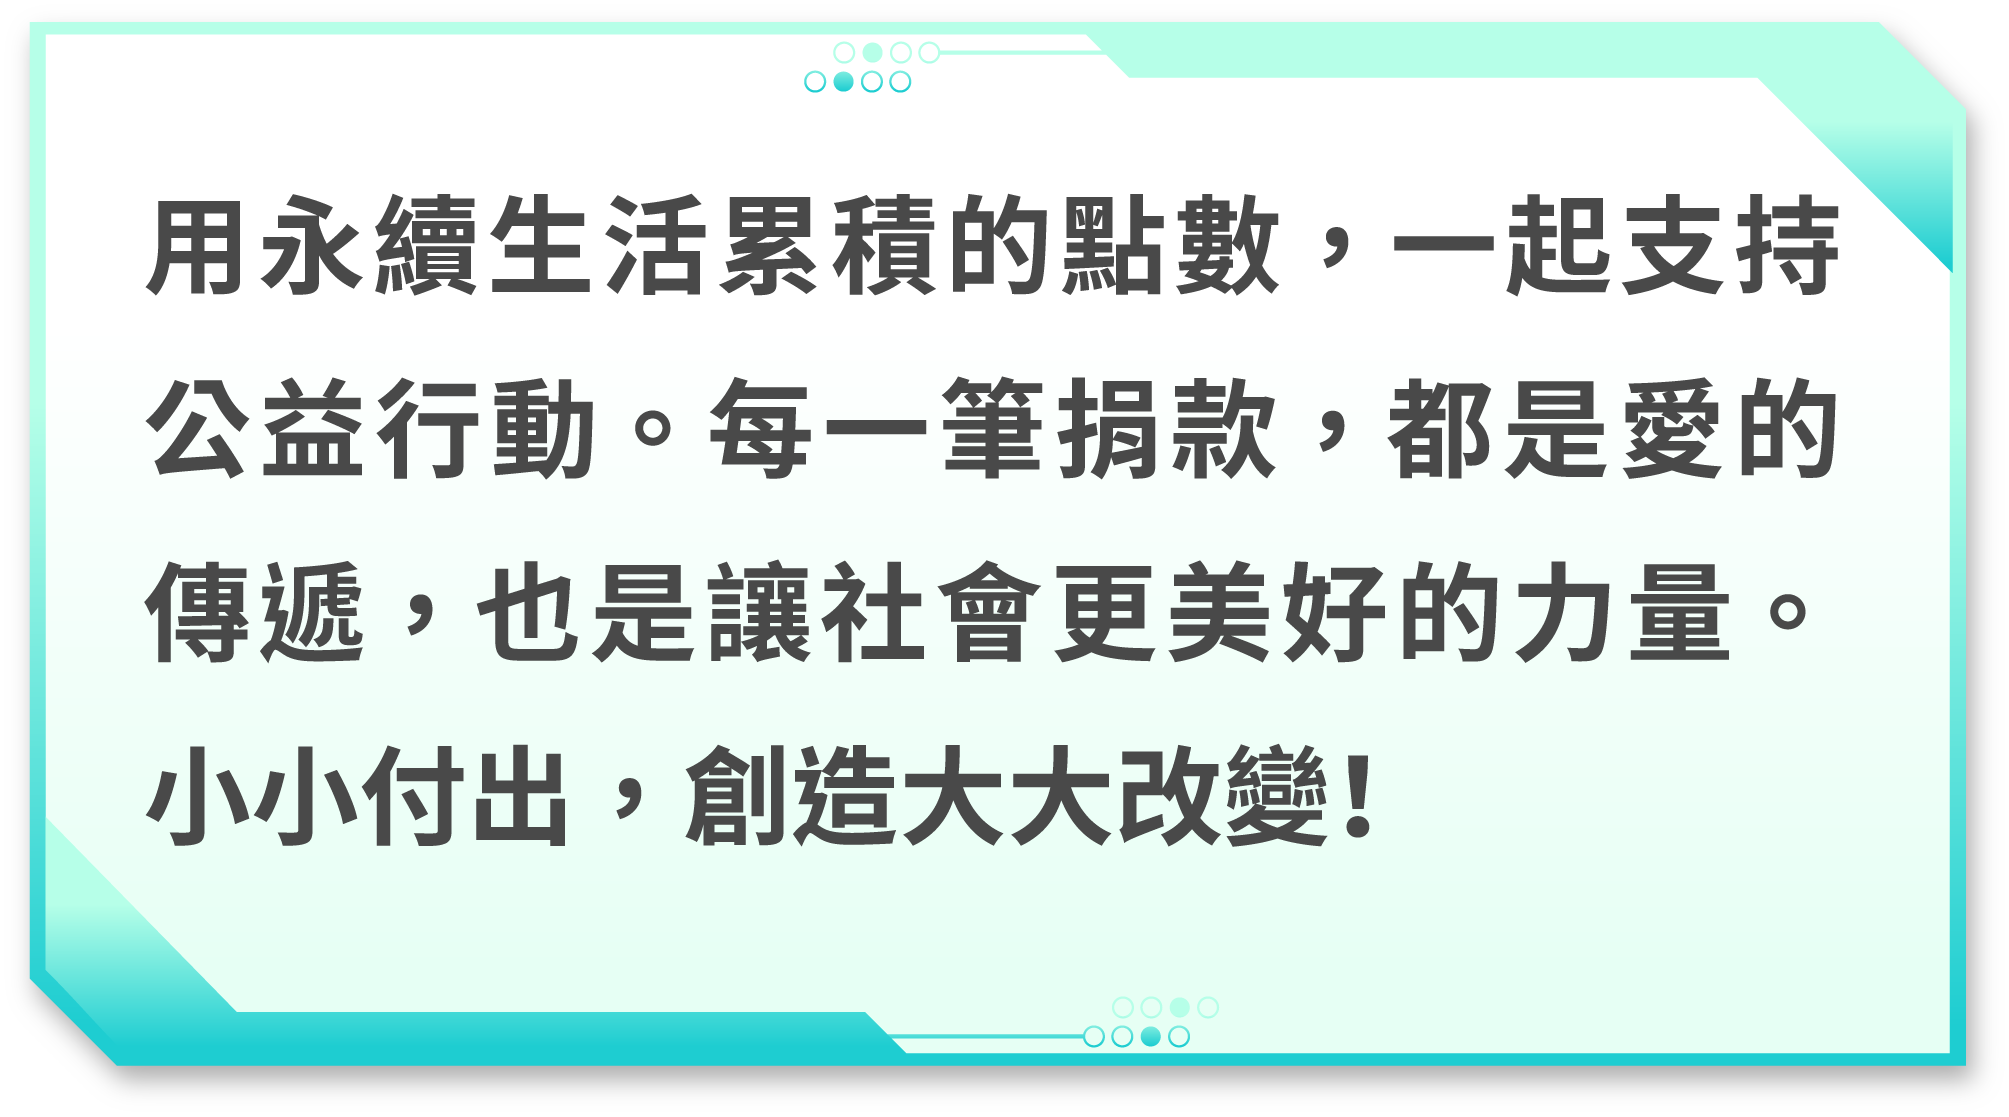 用永續生活累積的點數，一起支持
公益行動。每一筆捐款，都是愛的
傳遞，也是讓社會更美好的力量。
小小付出，創造大大改變！